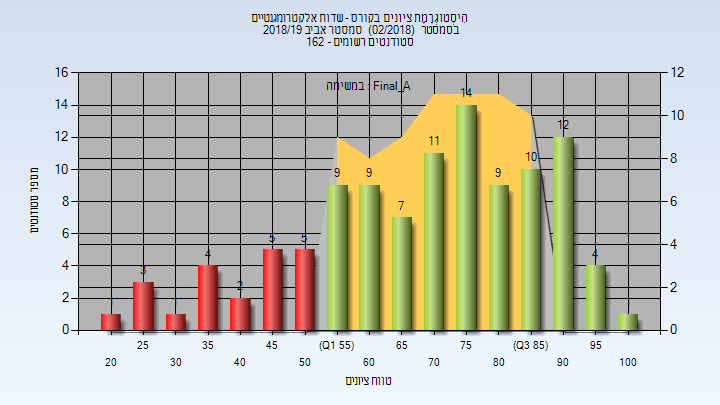 היסטוגרמת ציונים בקורס - שדות אלקטרומגנטיים
בסמסטר (02/2018) סמסטר אביב 2018/19
סטודנטים רשומים - 162
במשימה : Final_A
מספר סטודנטים
16 14 12 10 8 6 4 2 0
12 10 8 6 4 2 0
1 3 1 4 2 5 5 9 9 7 11 14 9 10 12 4
25 35 45 (Q1 55) 65 75 (Q3 85) 95
20 30 40 50 60 70 80 90 100
טווח ציונים